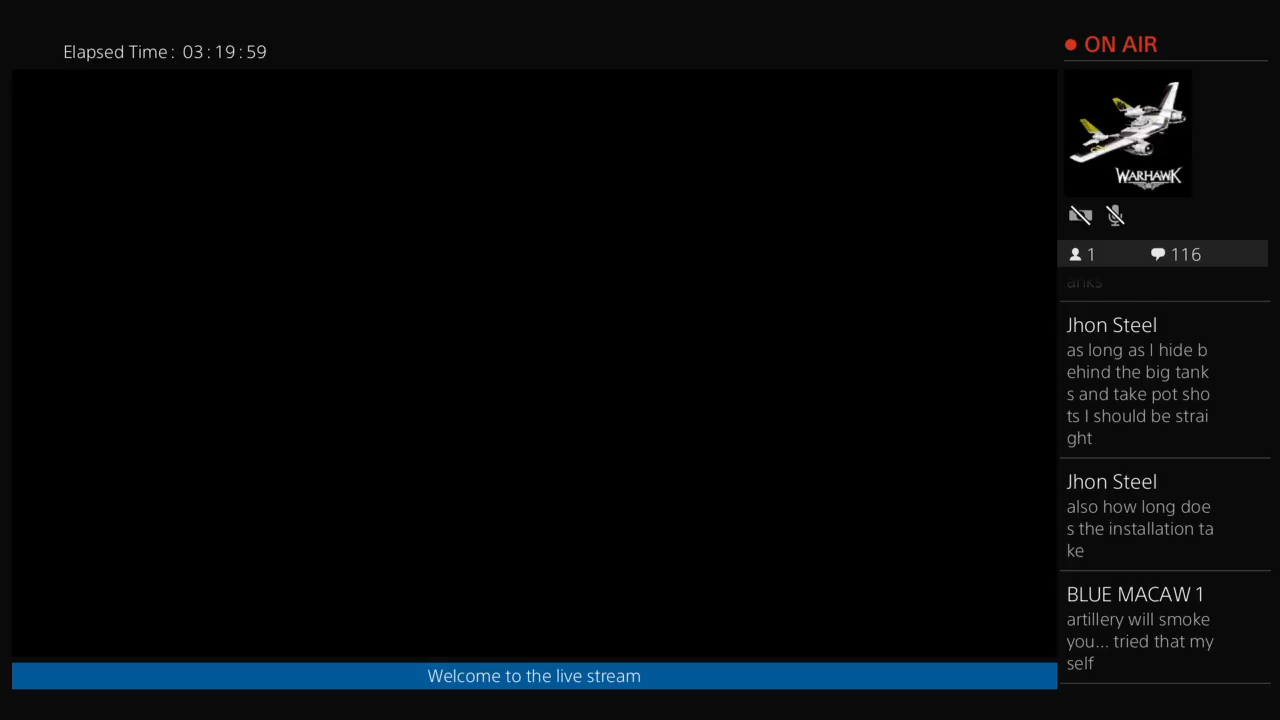 Elapsed Time : 03 : 19 : 59
ON AIR
WARHAWK
1 116
anks
Jhon Steel
as long as I hide b
ehind the big tank
s and take pot sho
ts I should be strai
ght
Jhon Steel
also how long doe
s the installation ta
ke
BLUE MACAW 1
artillery will smoke
you... tried that my
self
Welcome to the live stream